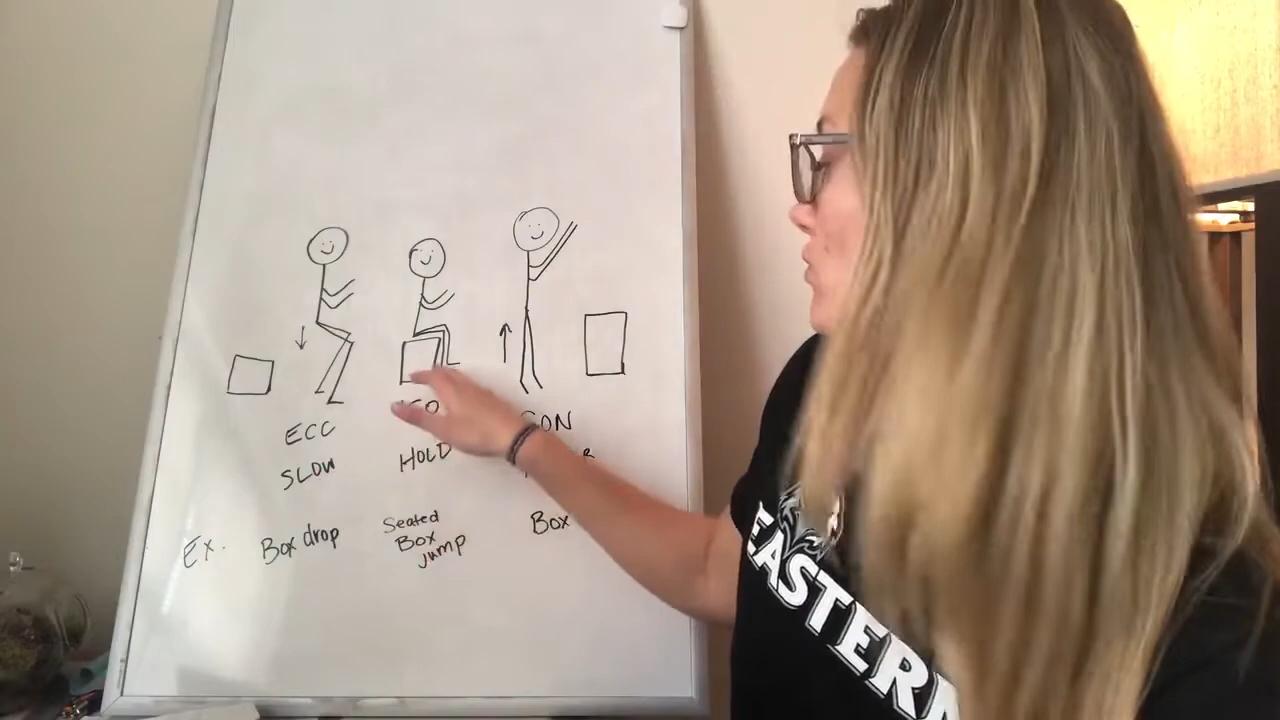 ECC
CON
SLOW
HOLD
Ex.
Box drop
Seated
Box
jump
Box
EASTERN